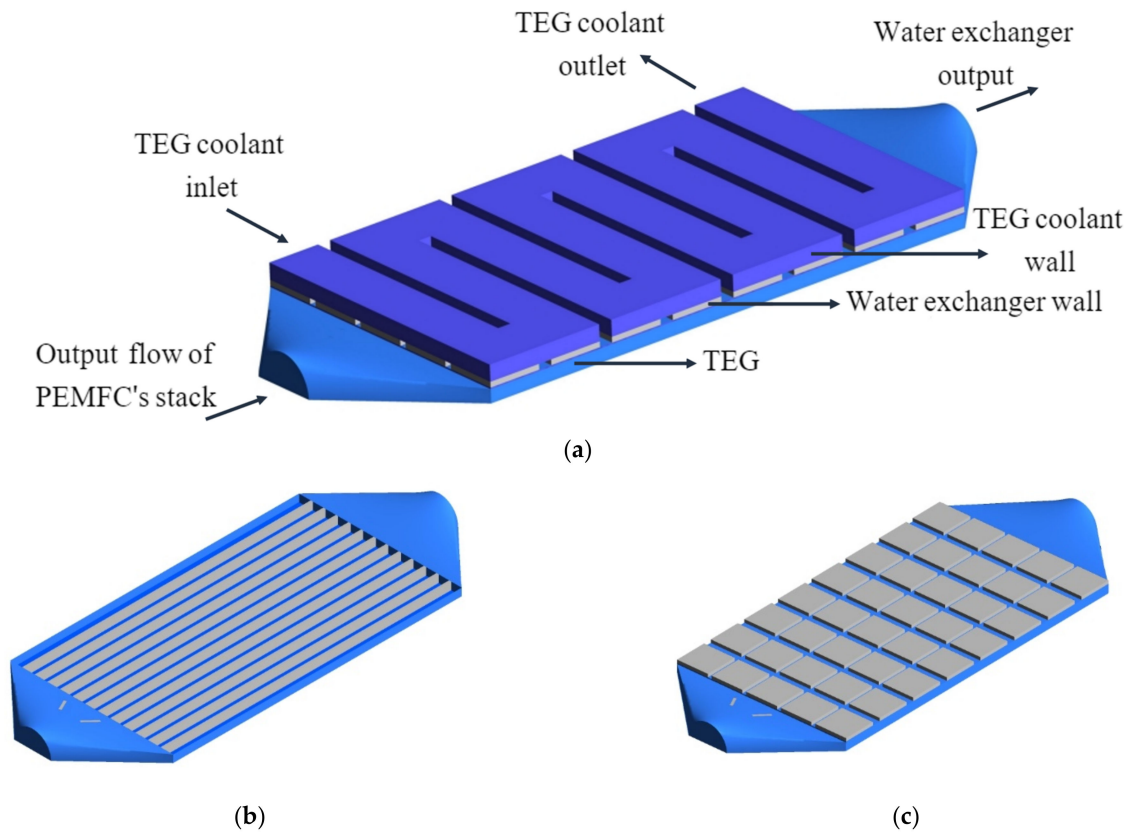 TEG coolant
outlet
Water exchanger
output
TEG coolant
inlet
TEG coolant
wall
Water exchanger wall
TEG
Output flow of
PEMFC's stack
(a)
(b)
(c)